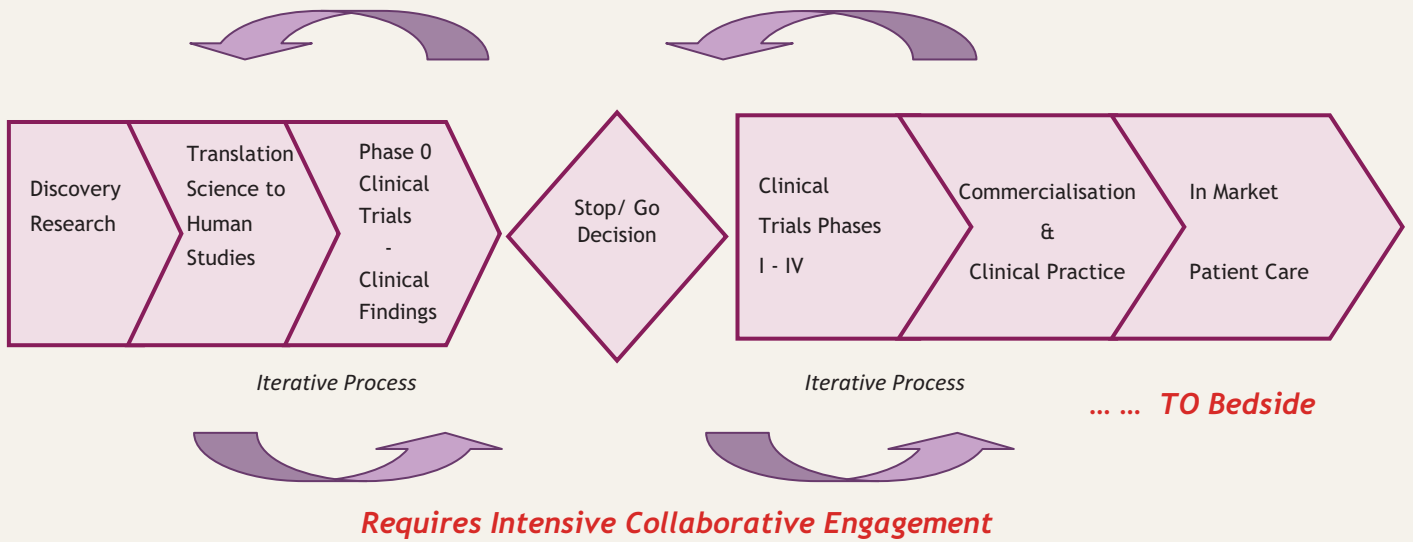 Discovery
Research
Translation
Science to
Human
Studies
Phase 0
Clinical
Trials
-
Clinical
Findings
Stop/ Go
Decision
Clinical
Trials Phases
I - IV
Commercialisation
&
Clinical Practice
In Market
Patient Care
Iterative Process
Iterative Process
... ... TO Bedside
Requires Intensive Collaborative Engagement